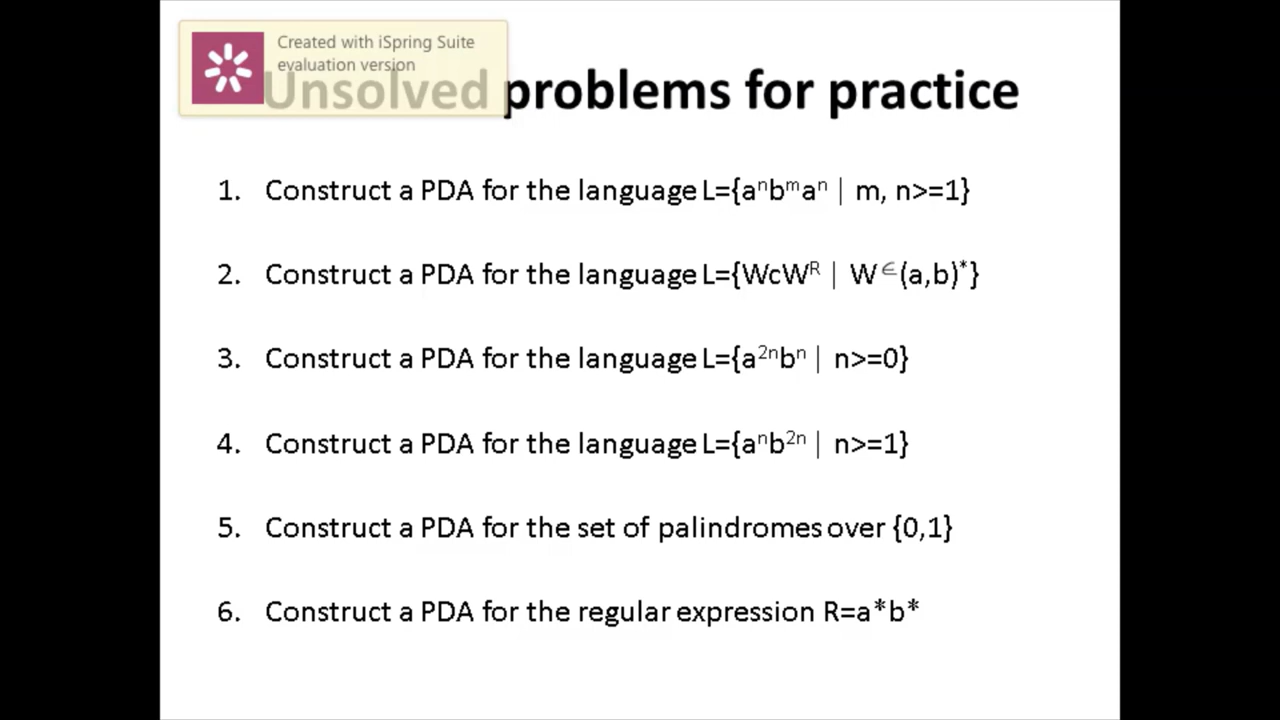 Created with iSpring Suite
evaluation version
Unsolved problems for practice
1. Construct a PDA for the language L={aⁿbᵐaⁿ | m, n>=1}
2. Construct a PDA for the language L={WcWᴿ | W∈(a,b)*}
3. Construct a PDA for the language L={a²ⁿbⁿ | n>=0}
4. Construct a PDA for the language L={aⁿb²ⁿ | n>=1}
5. Construct a PDA for the set of palindromes over {0,1}
6. Construct a PDA for the regular expression R=a*b*